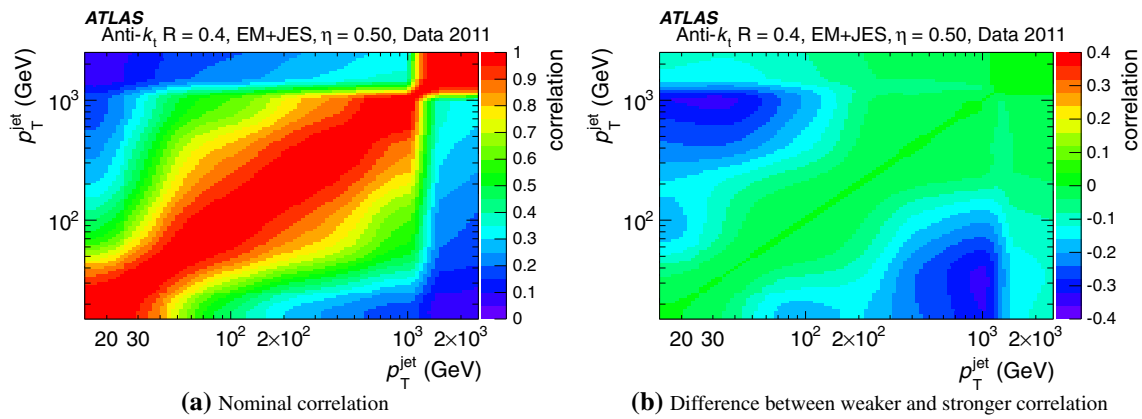 ATLAS
Anti-kt R = 0.4, EM+JES, η = 0.50, Data 2011
pTjet (GeV)
10³
10²
20 30 10² 2×10² 10³ 2×10³
pTjet (GeV)
1
0.9
0.8
0.7
0.6
0.5
0.4
0.3
0.2
0.1
0
correlation
(a) Nominal correlation
ATLAS
Anti-kt R = 0.4, EM+JES, η = 0.50, Data 2011
pTjet (GeV)
10³
10²
20 30 10² 2×10² 10³ 2×10³
pTjet (GeV)
0.4
0.3
0.2
0.1
0
-0.1
-0.2
-0.3
-0.4
correlation
(b) Difference between weaker and stronger correlation